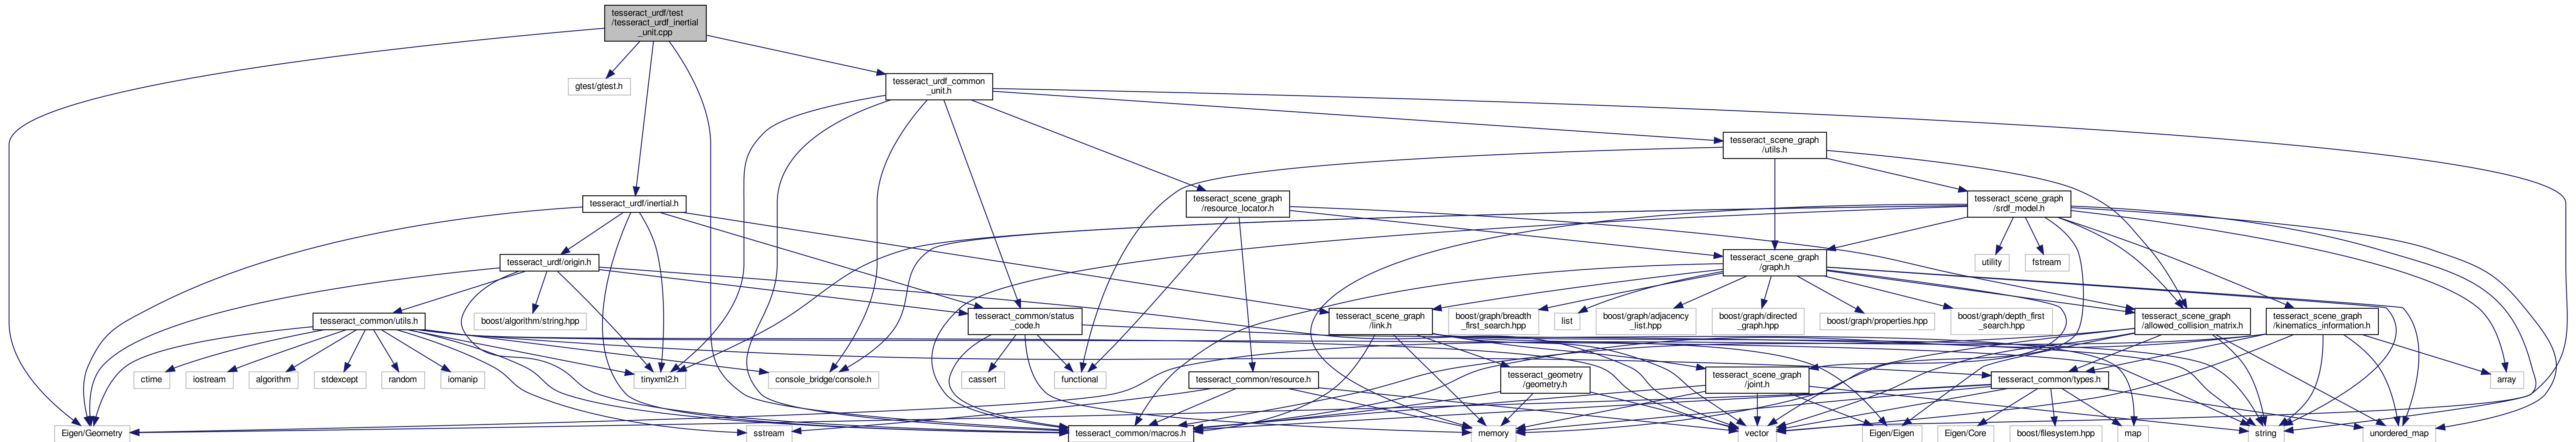 tesseract_urdf/test
/tesseract_urdf_inertial
_unit.cpp
gtest/gtest.h
tesseract_urdf_common
_unit.h
tesseract_scene_graph
/utils.h
tesseract_urdf/inertial.h
tesseract_scene_graph
/resource_locator.h
tesseract_scene_graph
/srdf_model.h
tesseract_urdf/origin.h
tesseract_scene_graph
/graph.h
utility
fstream
tesseract_common/utils.h
boost/algorithm/string.hpp
tesseract_common/status
_code.h
tesseract_scene_graph
/link.h
boost/graph/breadth
_first_search.hpp
list
boost/graph/adjacency
_list.hpp
boost/graph/directed
_graph.hpp
boost/graph/properties.hpp
boost/graph/depth_first
_search.hpp
tesseract_scene_graph
/allowed_collision_matrix.h
tesseract_scene_graph
/kinematics_information.h
ctime
iostream
algorithm
stdexcept
random
iomanip
tinyxml2.h
console_bridge/console.h
cassert
functional
tesseract_common/resource.h
tesseract_geometry
/geometry.h
tesseract_scene_graph
/joint.h
tesseract_common/types.h
array
Eigen/Geometry
sstream
tesseract_common/macros.h
memory
vector
Eigen/Eigen
Eigen/Core
boost/filesystem.hpp
map
string
unordered_map